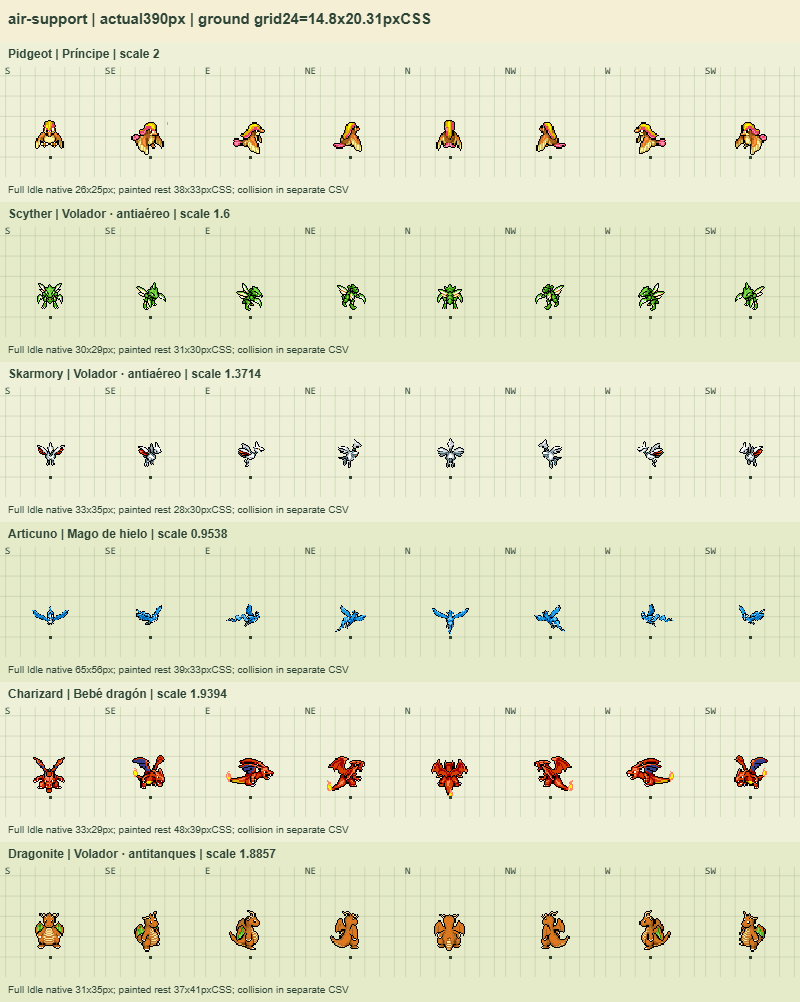 air-support | actual390px | ground grid24=14.8x20.31pxCSS
Pidgeot | Príncipe | scale 2
S SE E NE N NW W SW
Full Idle native 26x25px; painted rest 38x33pxCSS; collision in separate CSV
Scyther | Volador · antiaéreo | scale 1.6
S SE E NE N NW W SW
Full Idle native 30x29px; painted rest 31x30pxCSS; collision in separate CSV
Skarmory | Volador · antiaéreo | scale 1.3714
S SE E NE N NW W SW
Full Idle native 33x35px; painted rest 28x30pxCSS; collision in separate CSV
Articuno | Mago de hielo | scale 0.9538
S SE E NE N NW W SW
Full Idle native 65x56px; painted rest 39x33pxCSS; collision in separate CSV
Charizard | Bebé dragón | scale 1.9394
S SE E NE N NW W SW
Full Idle native 33x29px; painted rest 48x39pxCSS; collision in separate CSV
Dragonite | Volador · antitanques | scale 1.8857
S SE E NE N NW W SW
Full Idle native 31x35px; painted rest 37x41pxCSS; collision in separate CSV